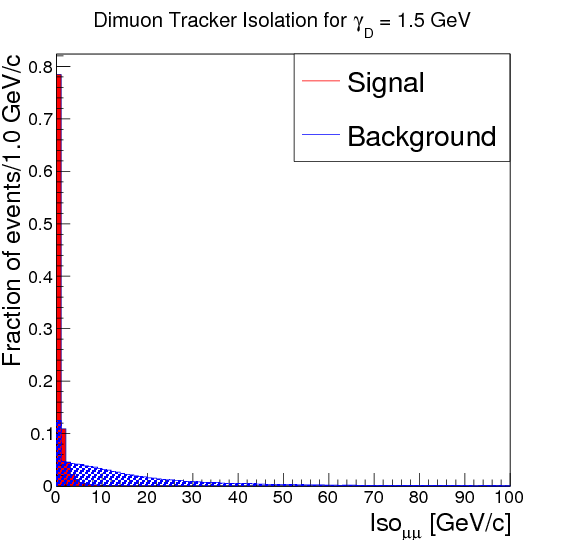 Dimuon Tracker Isolation for γD = 1.5 GeV
Signal
Background
Fraction of events/1.0 GeV/c
0.8
0.7
0.6
0.5
0.4
0.3
0.2
0.1
0
0 10 20 30 40 50 60 70 80 90 100
Isoμμ [GeV/c]